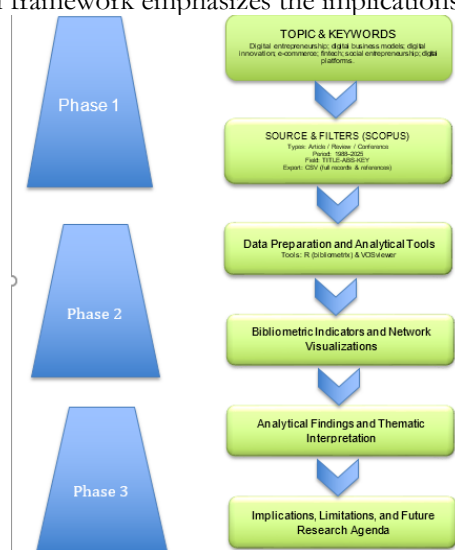 framework emphasizes the implications
Phase 1
TOPIC & KEYWORDS
Digital entrepreneurship; digital business models; digital
innovation; e-commerce; fintech; social entrepreneurship; digital
platforms.
SOURCE & FILTERS (SCOPUS)
Types: Article / Review / Conference
Period: 1988–2025
Field: TITLE-ABS-KEY
Export: CSV (full records & references)
Phase 2
Data Preparation and Analytical Tools
Tools: R (bibliometrix) & VOSviewer
Bibliometric Indicators and Network
Visualizations
Phase 3
Analytical Findings and Thematic
Interpretation
Implications, Limitations, and Future
Research Agenda